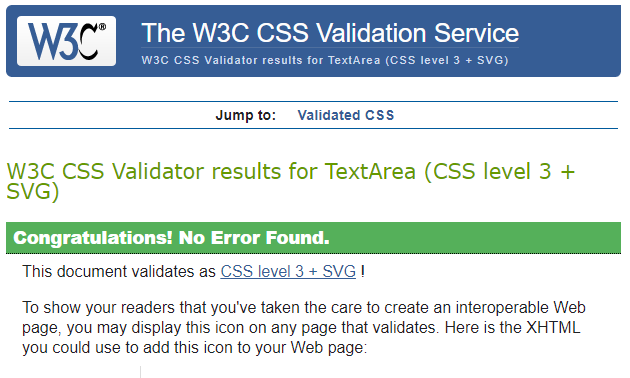 W3C®
The W3C CSS Validation Service
W3C CSS Validator results for TextArea (CSS level 3 + SVG)
Jump to: Validated CSS
W3C CSS Validator results for TextArea (CSS level 3 +
SVG)
Congratulations! No Error Found.
This document validates as CSS level 3 + SVG !
To show your readers that you've taken the care to create an interoperable Web
page, you may display this icon on any page that validates. Here is the XHTML
you could use to add this icon to your Web page: